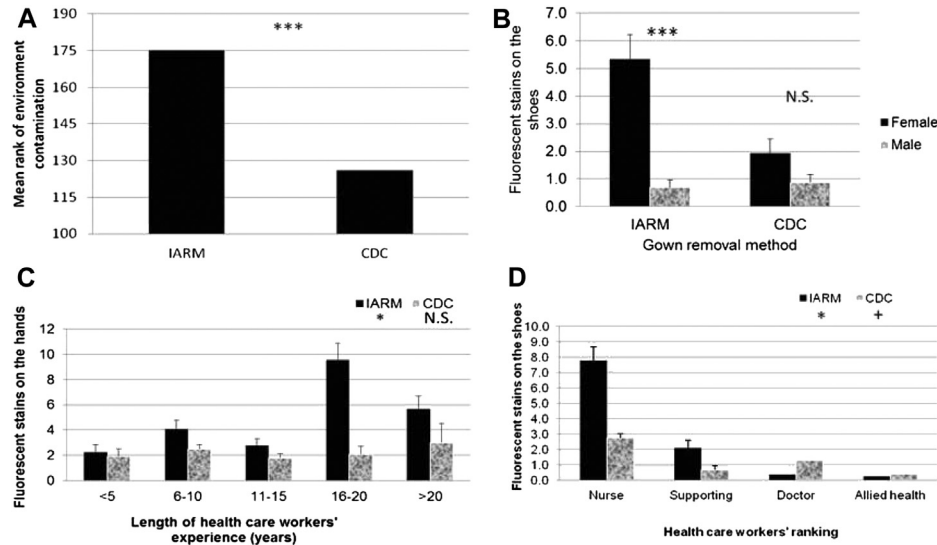 A
190
175
160
145
130
115
100
Mean rank of environment
contamination
***
IARM
CDC
B
7.0
6.0
5.0
4.0
3.0
2.0
1.0
0.0
Fluorescent stains on the
shoes
***
N.S.
Female
Male
IARM
CDC
Gown removal method
C
IARM
CDC
*
N.S.
12
10
8
6
4
2
0
Fluorescent stains on the hands
<5
6-10
11-15
16-20
>20
Length of health care workers'
experience (years)
D
IARM
CDC
*
+
10.0
9.0
8.0
7.0
6.0
5.0
4.0
3.0
2.0
1.0
0.0
Fluorescent stains on the shoes
Nurse
Supporting
Doctor
Allied health
Health care workers' ranking